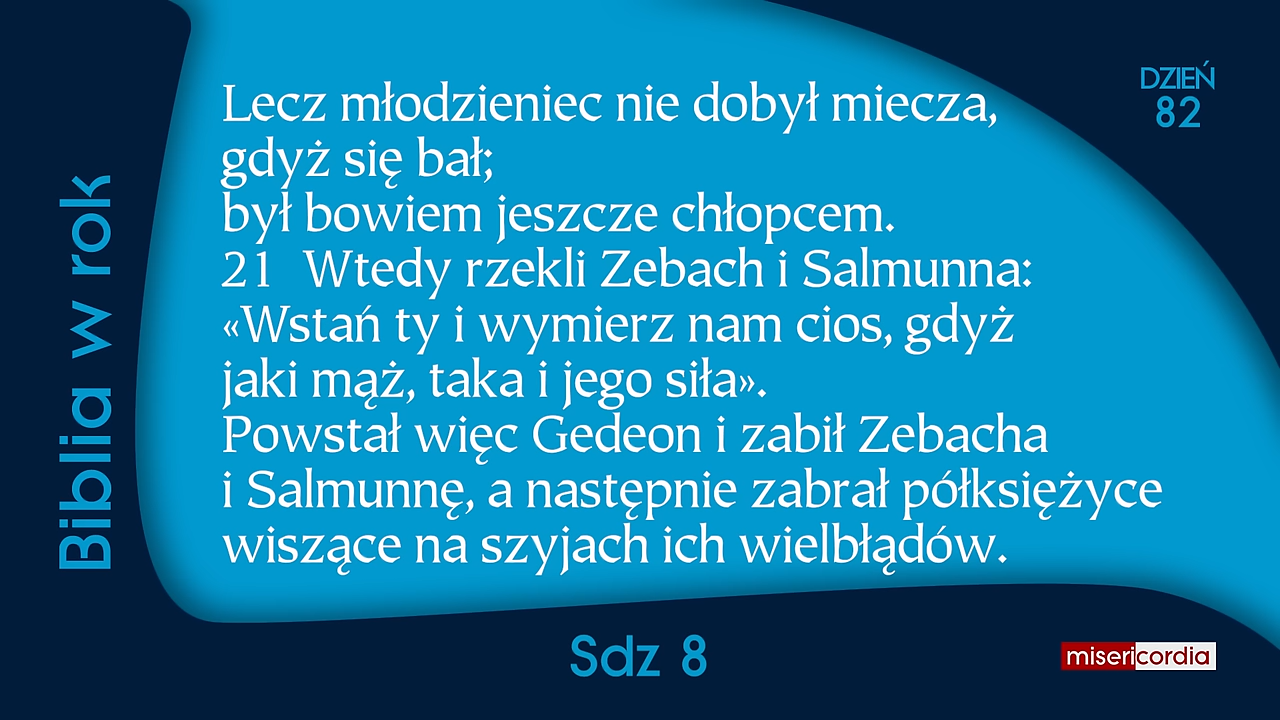 Lecz młodzieniec nie dobył miecza,
gdyż się bał;
był bowiem jeszcze chłopcem.
21 Wtedy rzekli Zebach i Salmunna:
«Wstań ty i wymierz nam cios, gdyż
jaki mąż, taka i jego siła».
Powstał więc Gedeon i zabił Zebacha
i Salmunnę, a następnie zabrał półksiężyce
wiszące na szyjach ich wielbłądów.
DZIEŃ
82
Biblia w rok
Sdz 8
misericordia